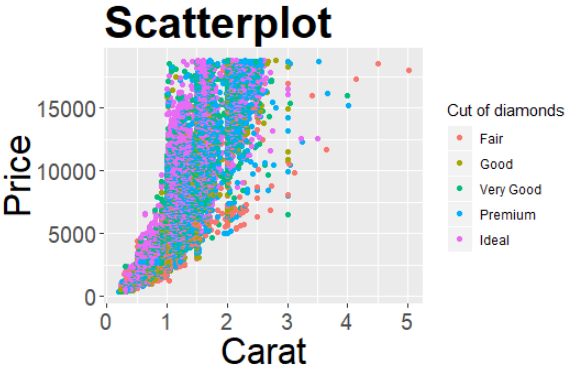 Scatterplot
Price
15000
10000
5000
0
0 1 2 3 4 5
Carat
Cut of diamonds
Fair
Good
Very Good
Premium
Ideal